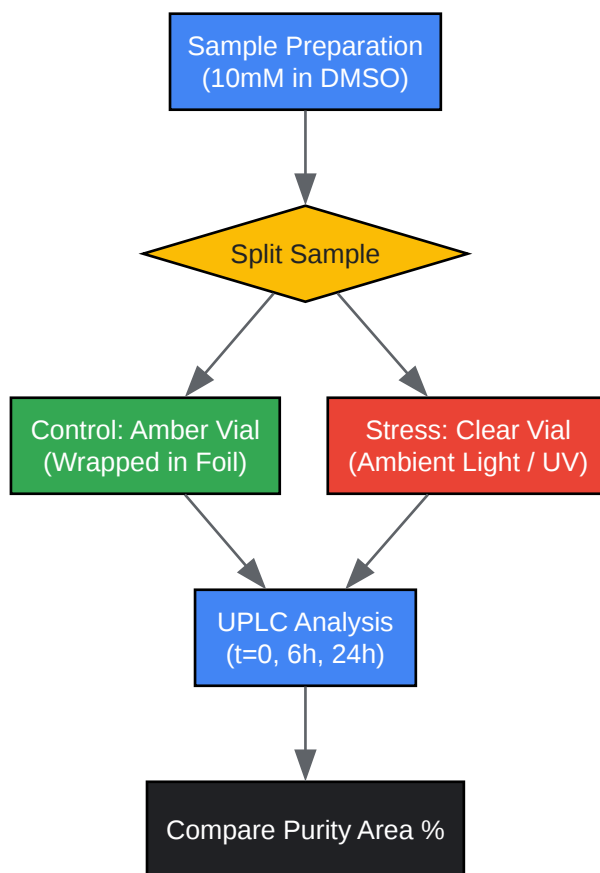 Sample Preparation
(10mM in DMSO)
Split Sample
Control: Amber Vial
(Wrapped in Foil)
Stress: Clear Vial
(Ambient Light / UV)
UPLC Analysis
(t=0, 6h, 24h)
Compare Purity Area %